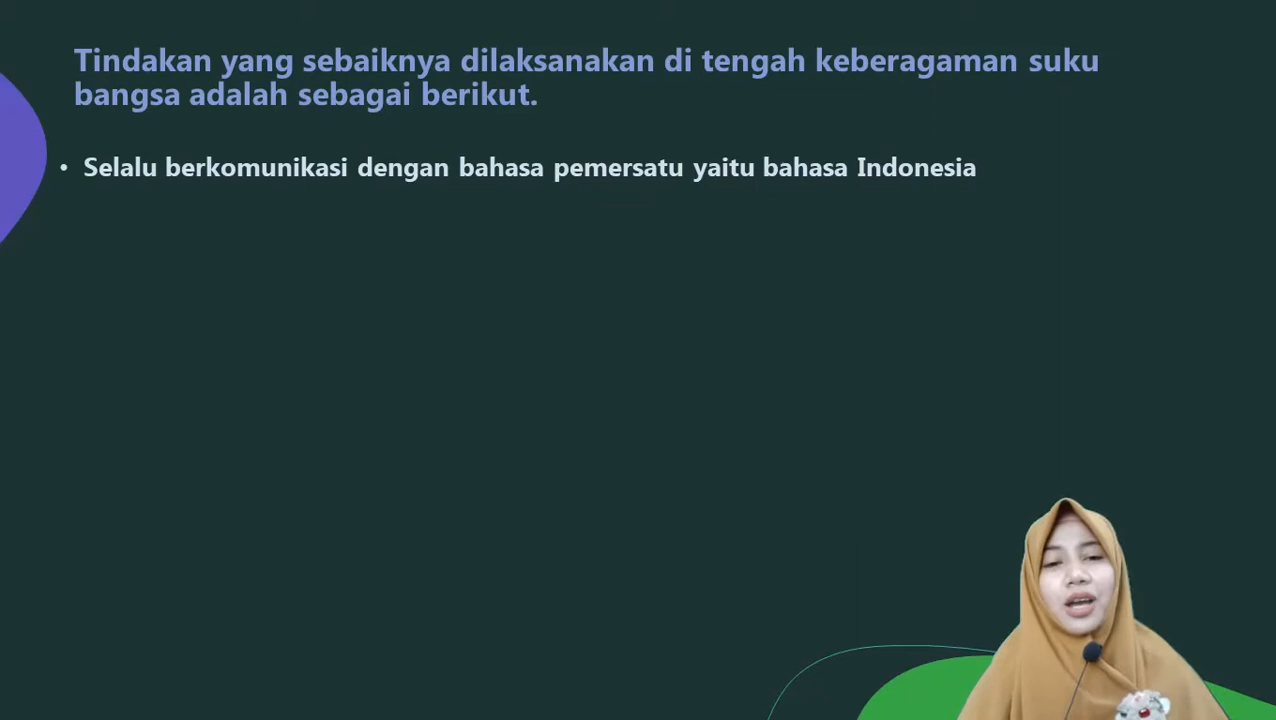 Tindakan yang sebaiknya dilaksanakan di tengah keberagaman suku
bangsa adalah sebagai berikut.
• Selalu berkomunikasi dengan bahasa pemersatu yaitu bahasa Indonesia